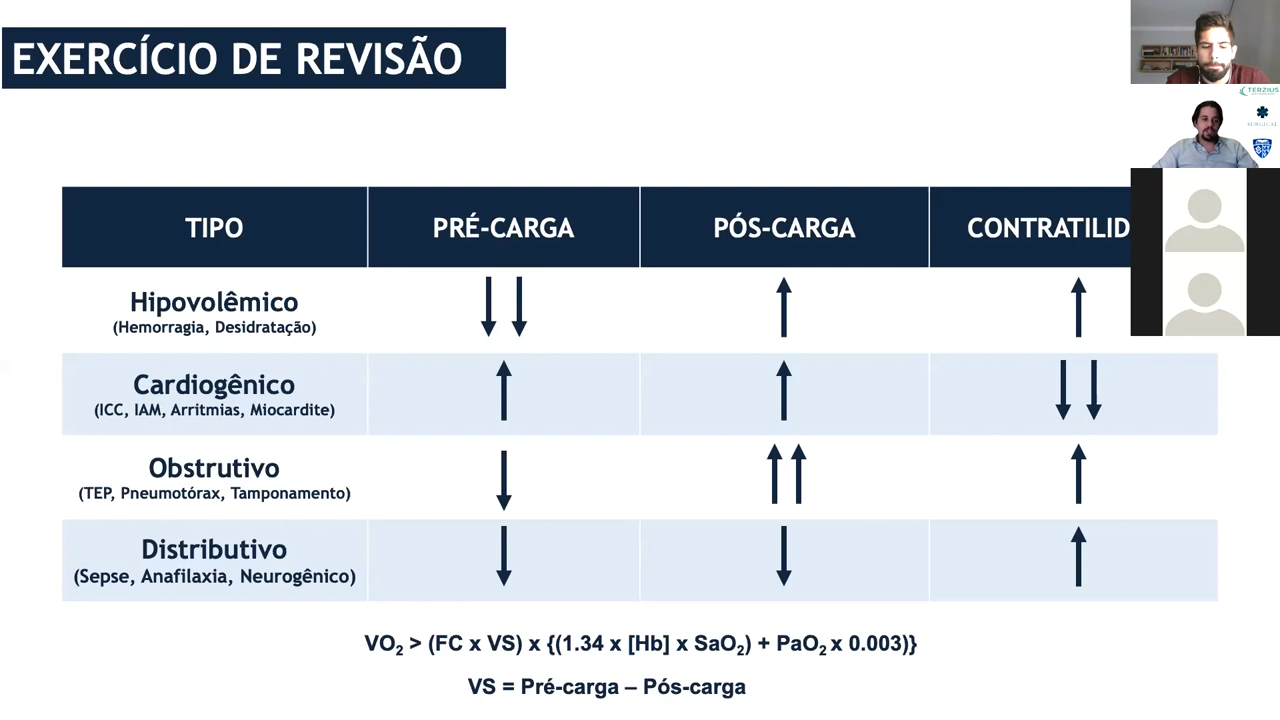 EXERCÍCIO DE REVISÃO
TERZIUS
SURGICAL
TIPO
PRÉ-CARGA
PÓS-CARGA
CONTRATILID
Hipovolêmico
(Hemorragia, Desidratação)
Cardiogênico
(ICC, IAM, Arritmias, Miocardite)
Obstrutivo
(TEP, Pneumotórax, Tamponamento)
Distributivo
(Sepse, Anafilaxia, Neurogênico)
VO₂ > (FC x VS) x {(1.34 x [Hb] x SaO₂) + PaO₂ x 0.003)}
VS = Pré-carga – Pós-carga